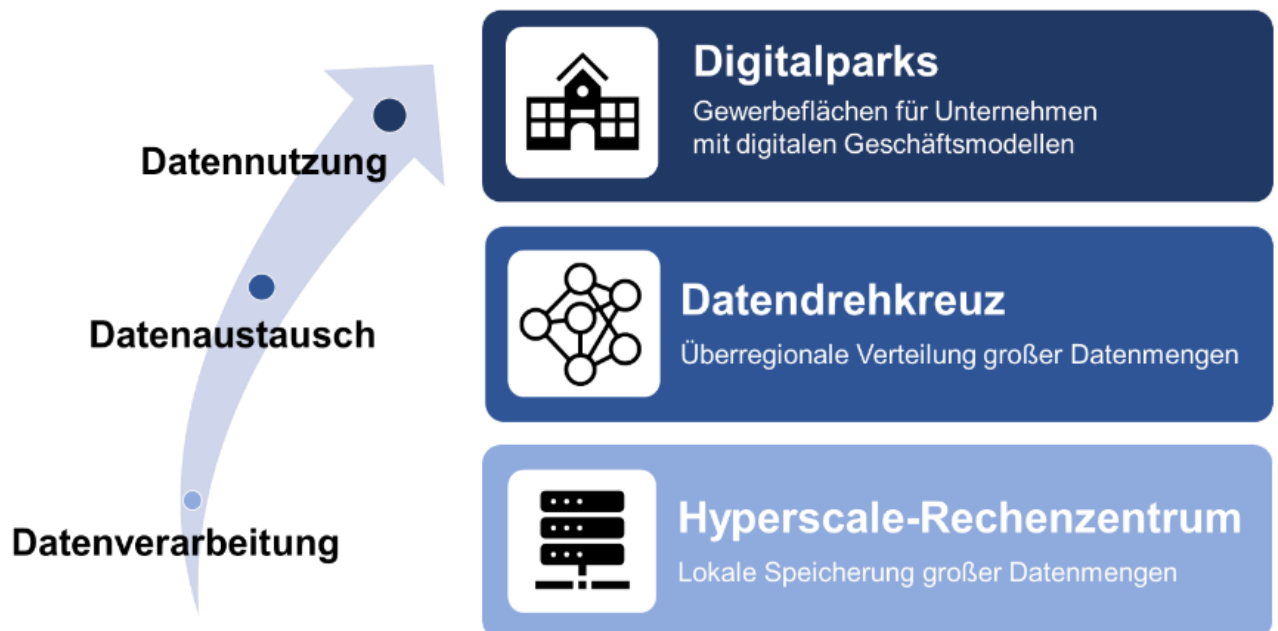 Datennutzung
Datenaustausch
Datenverarbeitung
Digitalparks
Gewerbeflächen für Unternehmen
mit digitalen Geschäftsmodellen
Datendrehkreuz
Überregionale Verteilung großer Datenmengen
Hyperscale-Rechenzentrum
Lokale Speicherung großer Datenmengen